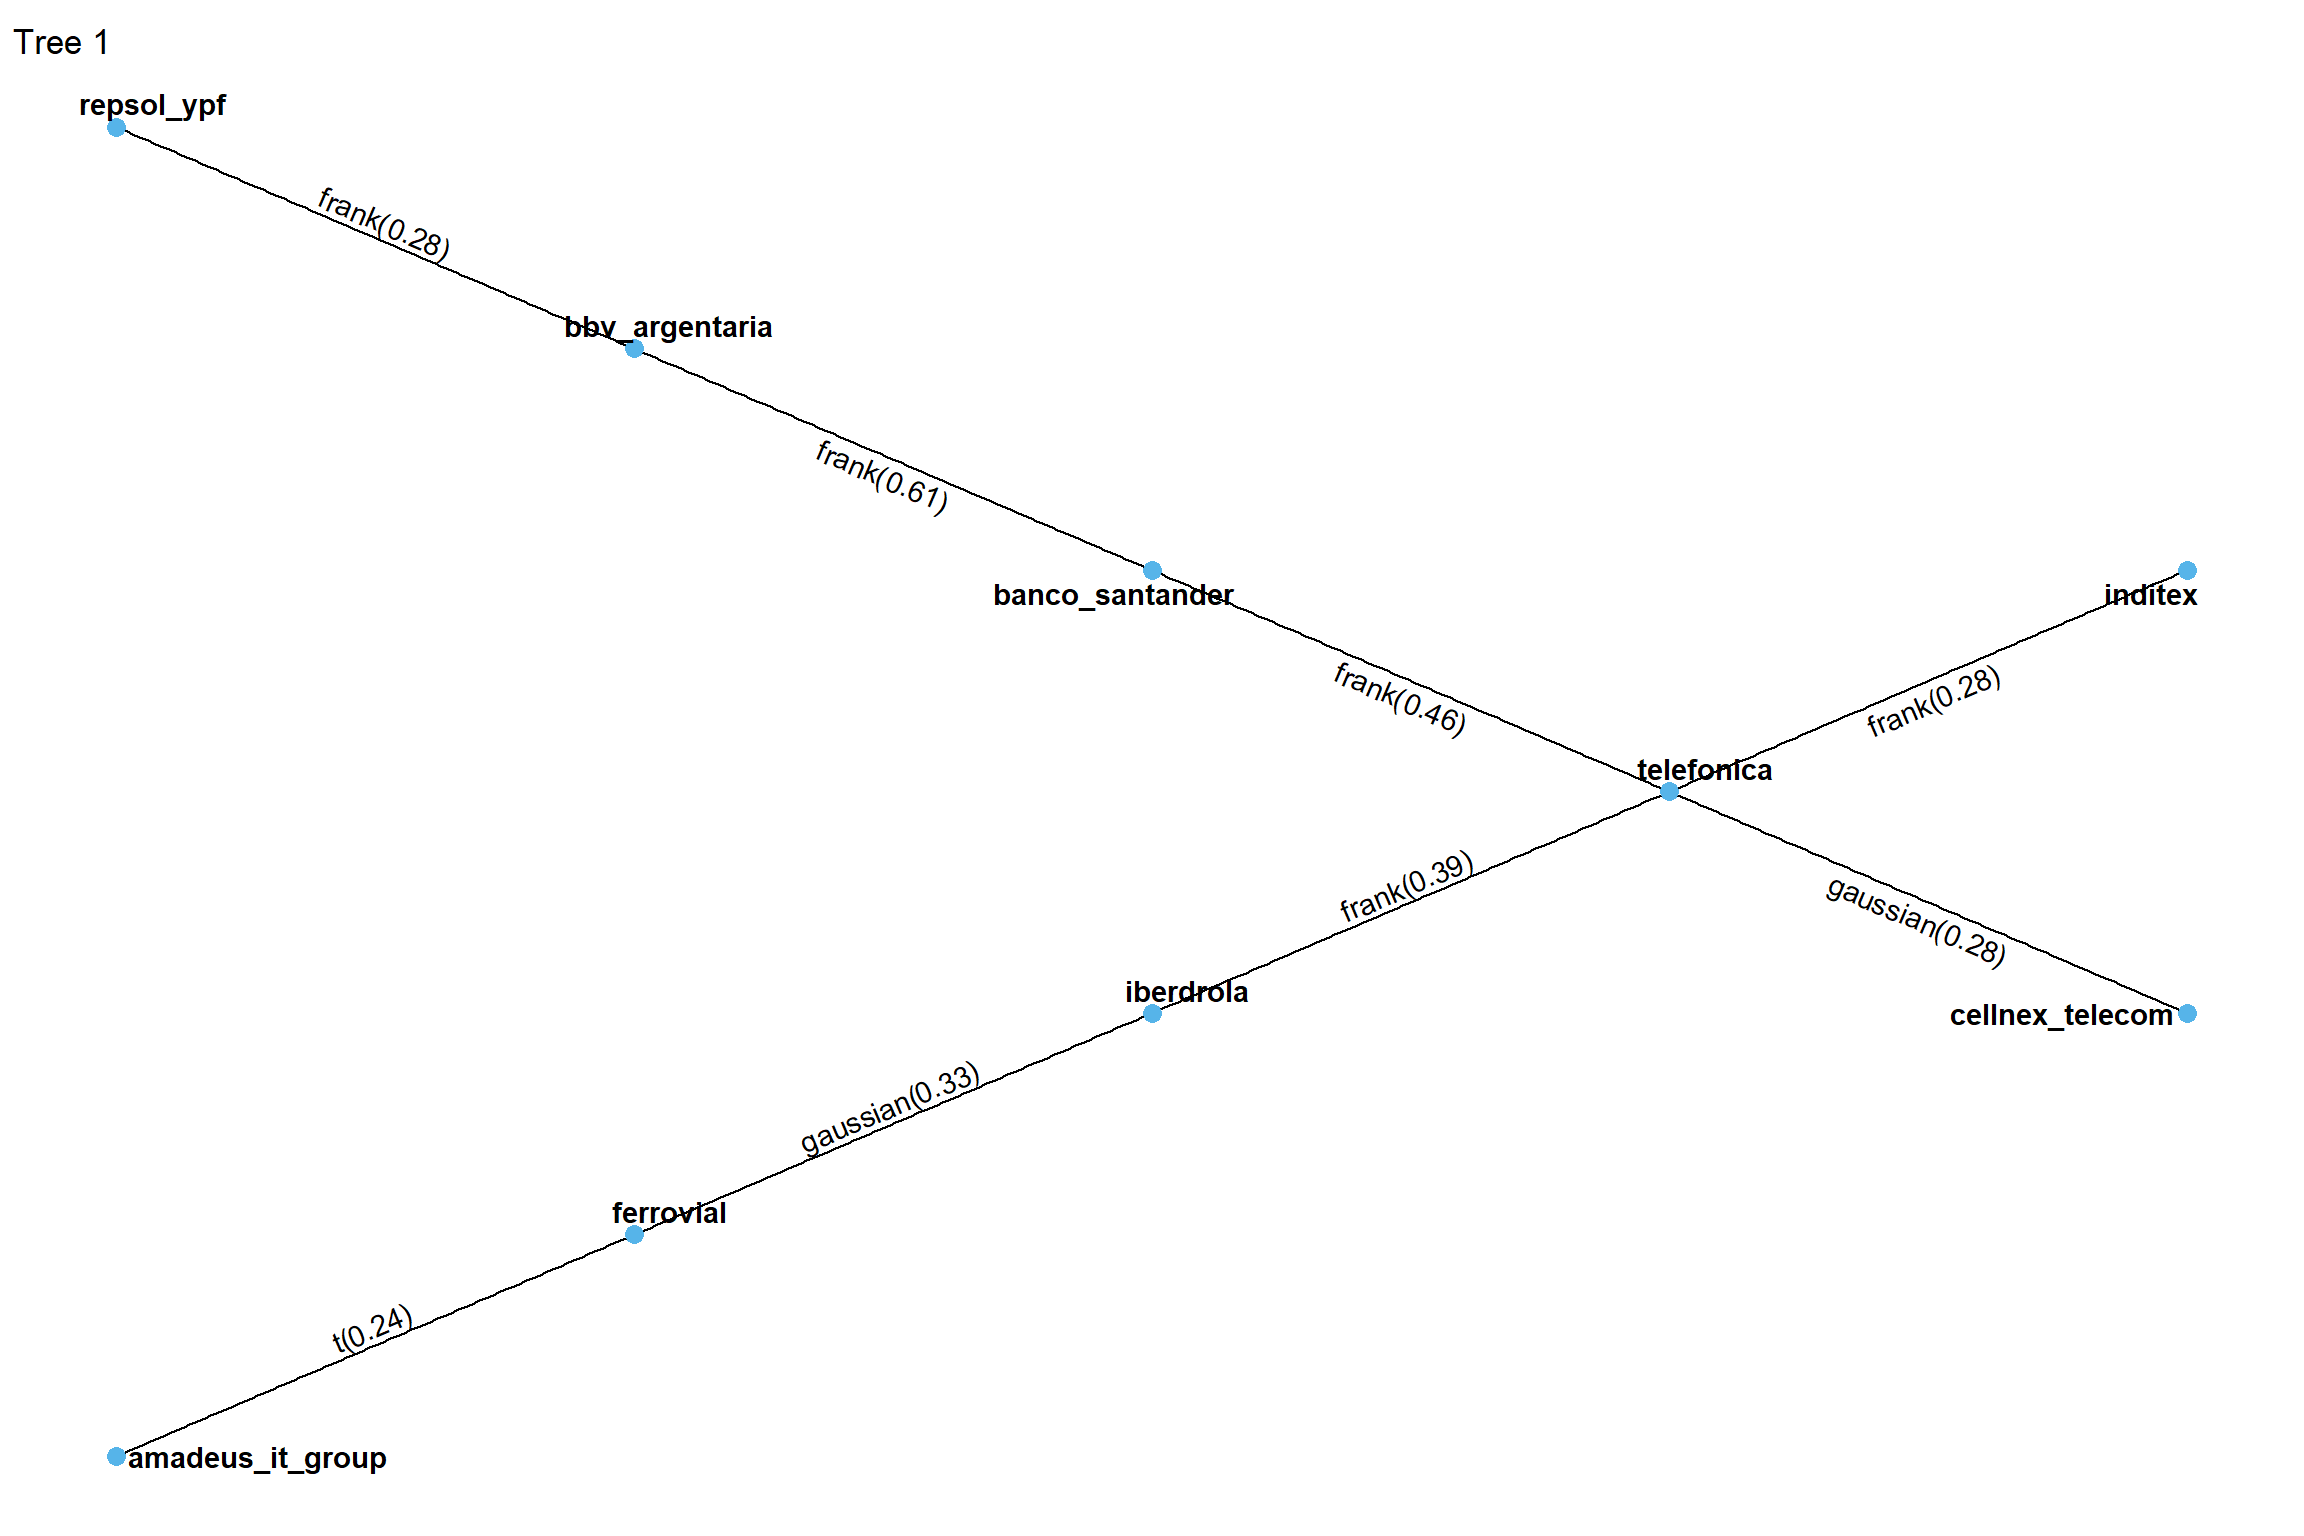 Tree 1
repsol_ypf
frank(0.28)
bbv_argentaria
frank(0.61)
banco_santander
inditex
frank(0.46)
frank(0.28)
telefonica
frank(0.39)
gaussian(0.28)
iberdrola
cellnex_telecom
gaussian(0.33)
ferrovial
t(0.24)
amadeus_it_group